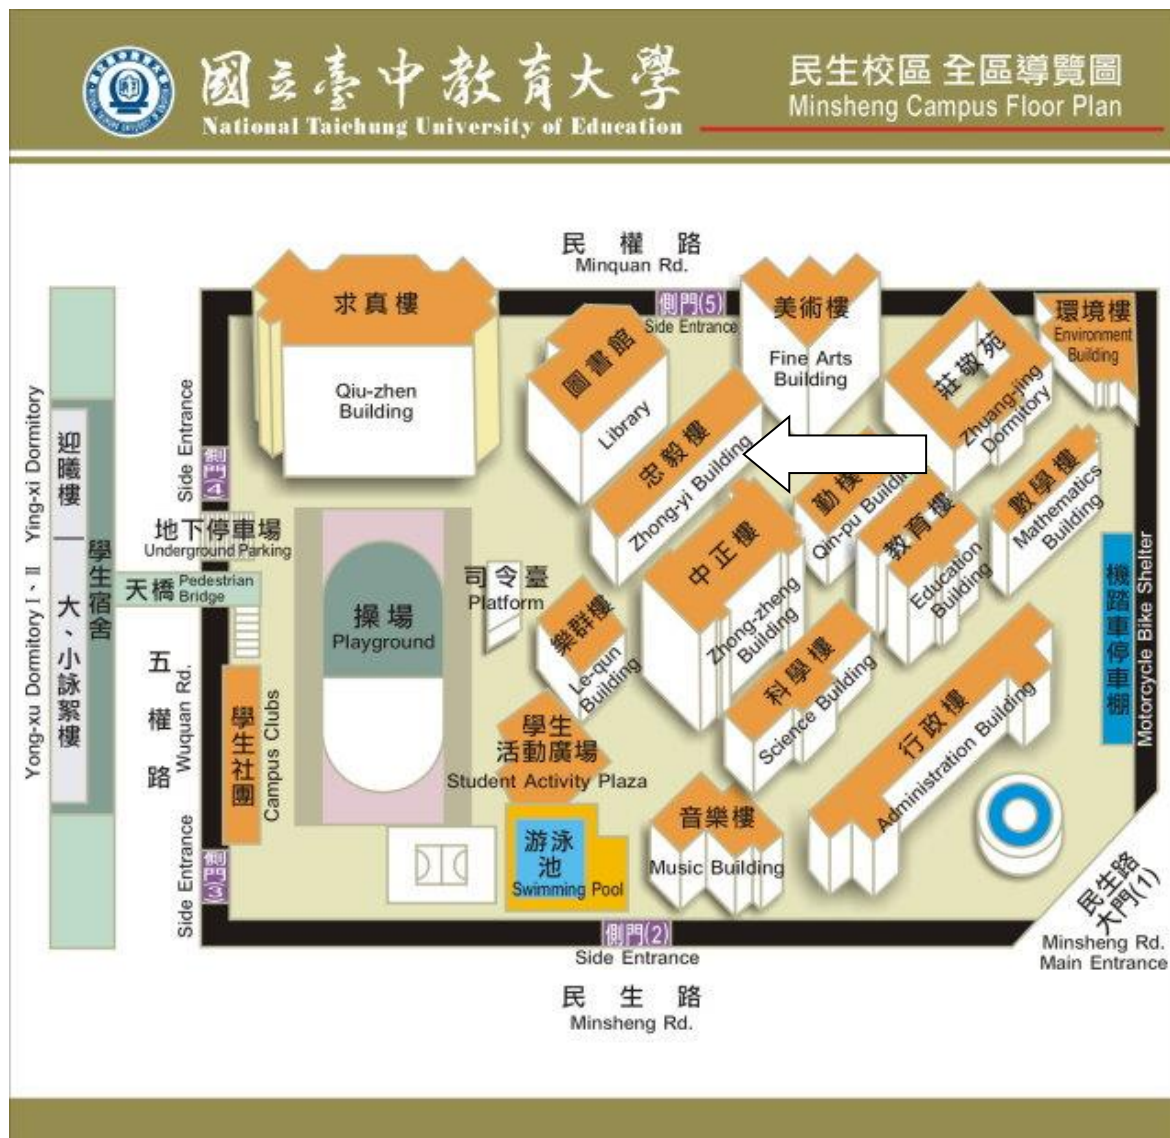 國立臺中教育大學
National Taichung University of Education
民生校區 全區導覽圖
Minsheng Campus Floor Plan
民權路
Minquan Rd.
側門(5)
Side Entrance
求真樓
Qiu-zhen
Building
圖書館
Library
忠毅樓
Zhong-yi Building
美術樓
Fine Arts
Building
莊敬苑
Zhuang-jing
Dormitory
環境樓
Environment
Building
勤樸
Qin-pu Building
教育樓
Education
Building
數學樓
Mathematics
Building
中正樓
Zhong-zheng
Building
科學樓
Science Building
行政樓
Administration Building
機踏車停車棚
Motorcycle Bike Shelter
Side Entrance
側門(4)
地下停車場
Underground Parking
天橋
Pedestrian
Bridge
迎曦樓
Ying-xi Dormitory
大、小詠絮樓
Yong-xu Dormitory I、II
學生宿舍
五權路
Wuquan Rd.
學生社團
Campus Clubs
操場
Playground
司令臺
Platform
樂群樓
Le-qun
Building
學生
活動廣場
Student Activity Plaza
游泳
池
Swimming Pool
音樂樓
Music Building
Side Entrance
側門(3)
側門(2)
Side Entrance
民生路
Minsheng Rd.
民生路
大門(1)
Minsheng Rd.
Main Entrance